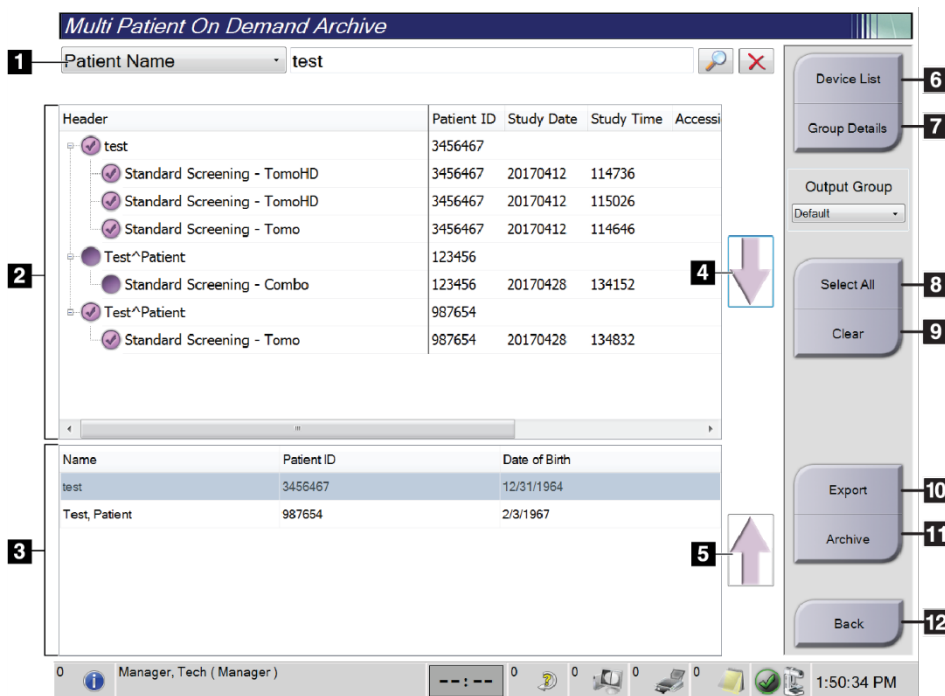 Multi Patient On Demand Archive
1 Patient Name test
Device List 6
Group Details 7
Output Group
Default
2
Header Patient ID Study Date Study Time Accessi
test 3456467
Standard Screening - TomoHD 3456467 20170412 114736
Standard Screening - TomoHD 3456467 20170412 115026
Standard Screening - Tomo 3456467 20170412 114646
Test^Patient 123456
Standard Screening - Combo 123456 20170428 134152
Test^Patient 987654
Standard Screening - Tomo 987654 20170428 134832
4
Select All 8
Clear 9
3
Name Patient ID Date of Birth
test 3456467 12/31/1964
Test, Patient 987654 2/3/1967
5
Export 10
Archive 11
Back 12
0 Manager, Tech ( Manager ) --:-- 0 0 0 0 1:50:34 PM